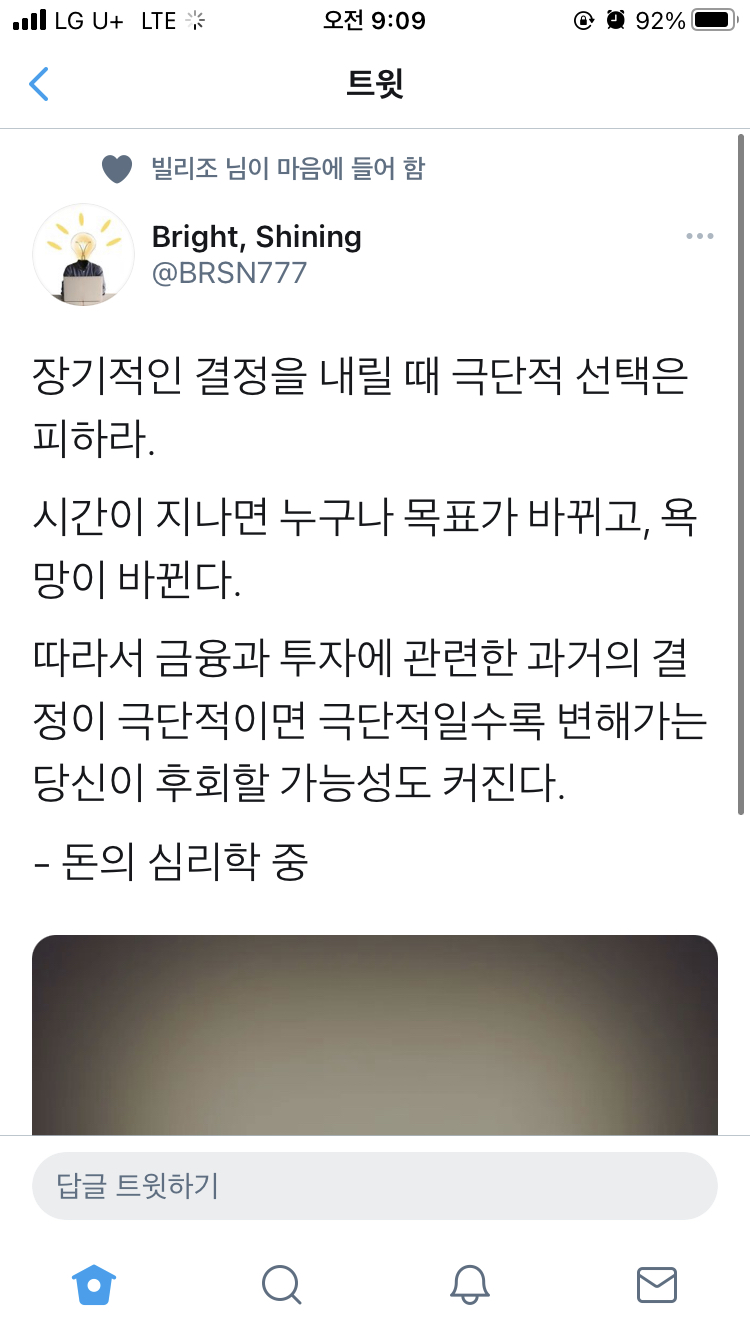 LG U+ LTE 오전 9:09 92%
트윗
빌리조 님이 마음에 들어 함
Bright, Shining
@BRSN777
장기적인 결정을 내릴 때 극단적 선택은
피하라.
시간이 지나면 누구나 목표가 바뀌고, 욕
망이 바뀐다.
따라서 금융과 투자에 관련한 과거의 결
정이 극단적이면 극단적일수록 변해가는
당신이 후회할 가능성도 커진다.
- 돈의 심리학 중
답글 트윗하기